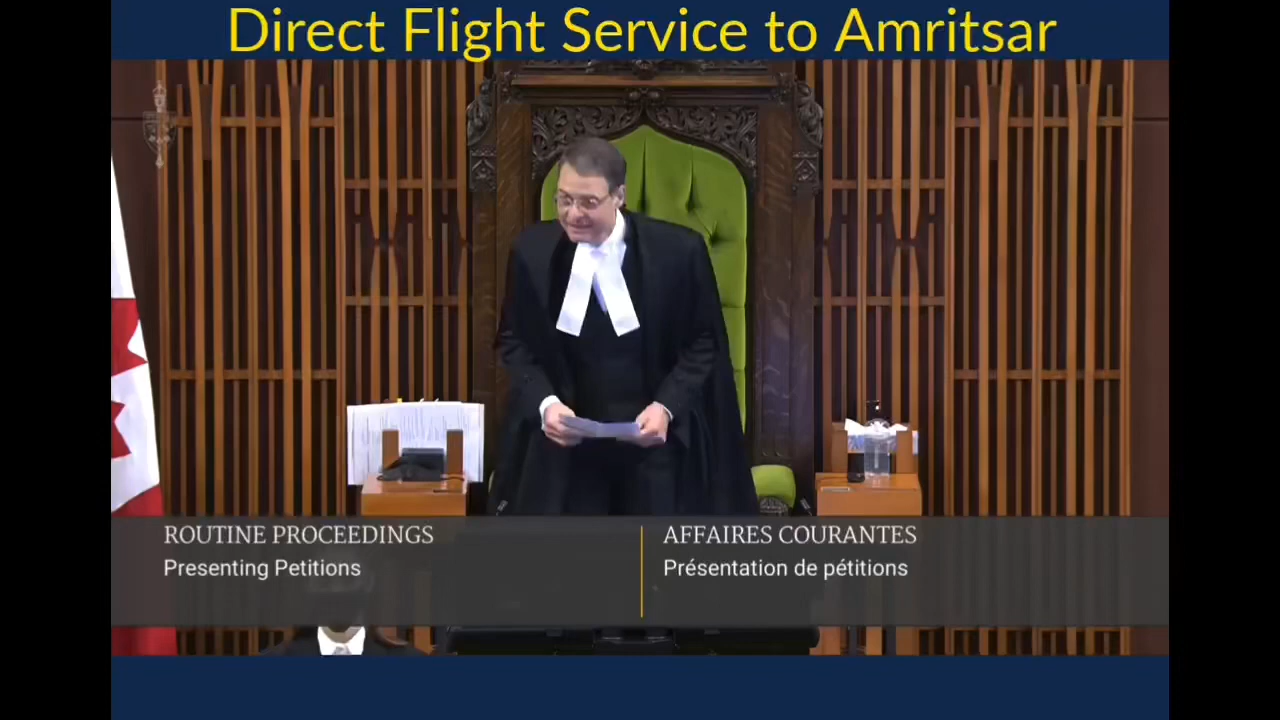 Direct Flight Service to Amritsar
ROUTINE PROCEEDINGS
Presenting Petitions
AFFAIRES COURANTES
Présentation de pétitions